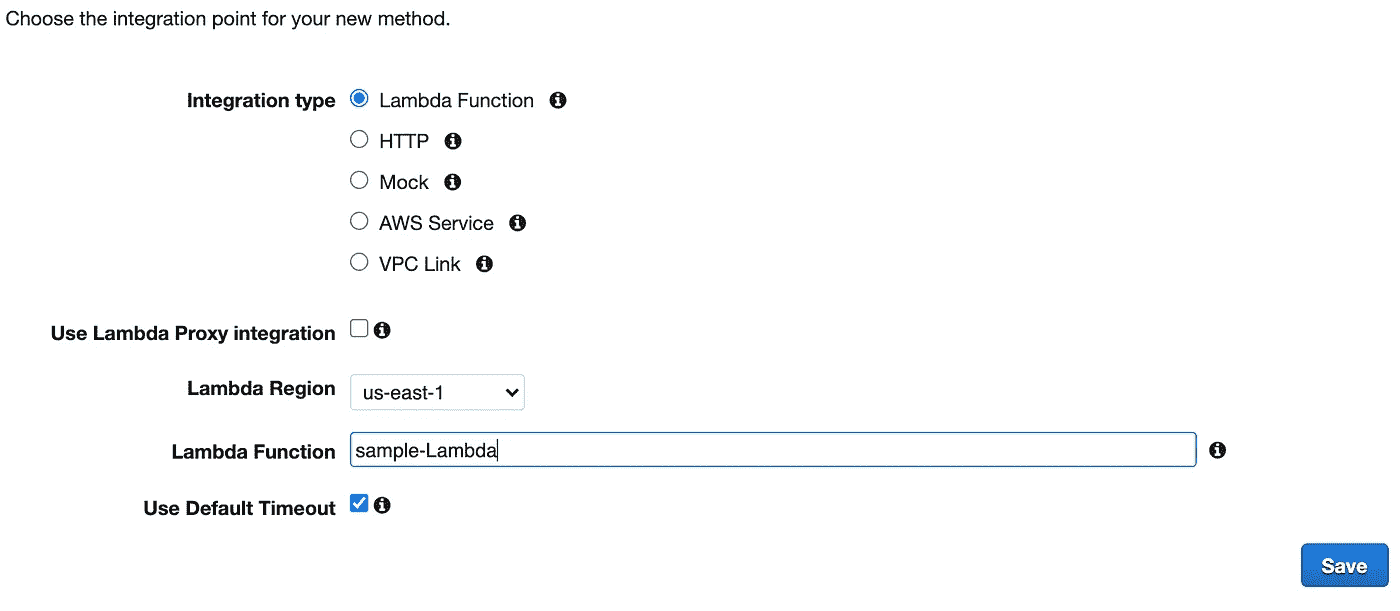 Choose the integration point for your new method.
Integration type Lambda Function
HTTP
Mock
AWS Service
VPC Link
Use Lambda Proxy integration
Lambda Region us-east-1
Lambda Function sample-Lambda
Use Default Timeout
Save